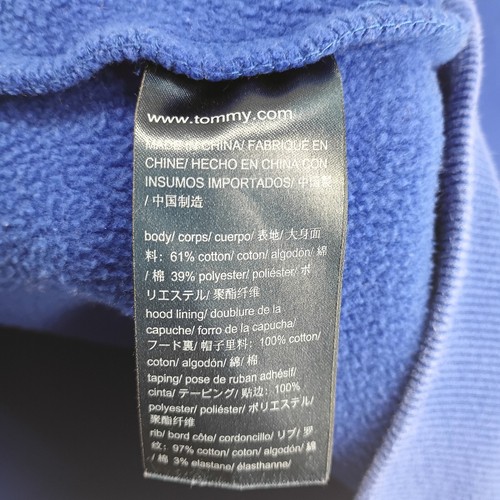 www.tommy.com
MADE IN CHINA/ FABRIQUÉ EN
CHINE/ HECHO EN CHINA CON
INSUMOS IMPORTADOS/ 中国製
/ 中国制造
body/ corps/ cuerpo/ 表地/ 大身面
料: 61% cotton/ coton/ algodón/ 綿
/ 棉 39% polyester/ poliéster/ ポ
リエステル/ 聚酯纤维
hood lining/ doublure de la
capuche/ forro de la capucha/
フード裏/ 帽子里料: 100% cotton/
coton/ algodón/ 綿/ 棉
taping/ pose de ruban adhésif/
cinta/ テーピング/ 贴边: 100%
polyester/ poliéster/ ポリエステル/
聚酯纤维
rib/ bord côte/ cordoncillo/ リブ/ 罗
纹: 97% cotton/ coton/ algodón/ 綿
/ 棉 3% elastane/ élasthanne/